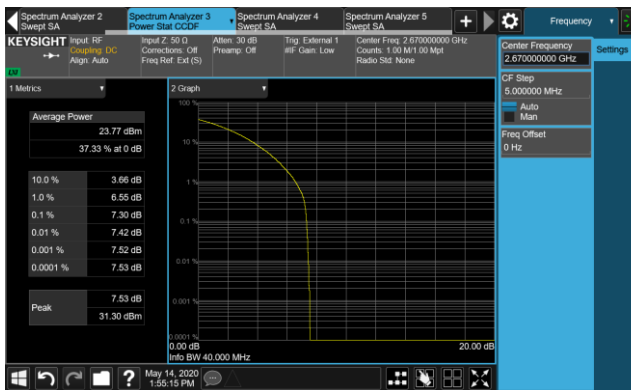 Spectrum Analyzer 2
Swept SA
Spectrum Analyzer 3
Power Stat CCDF
Spectrum Analyzer 4
Swept SA
Spectrum Analyzer 5
Swept SA
Frequency
KEYSIGHT
Input: RF
Coupling: DC
Align: Auto
Input Z: 50 Ω
Corrections: Off
Freq Ref: Ext (S)
Atten: 30 dB
Preamp: Off
Trig: External 1
#IF Gain: Low
Center Freq: 2.670000000 GHz
Counts: 1.00 M/1.00 Mpt
Radio Std: None
1 Metrics
Average Power
23.77 dBm
37.33 % at 0 dB
10.0 % 3.66 dB
1.0 % 6.55 dB
0.1 % 7.30 dB
0.01 % 7.42 dB
0.001 % 7.52 dB
0.0001 % 7.53 dB
Peak
7.53 dB
31.30 dBm
2 Graph
100 %
10 %
1 %
0.1 %
0.01 %
0.001 %
0.0001 %
0.00 dB
20.00 dB
Info BW 40.000 MHz
Center Frequency
2.670000000 GHz
Settings
CF Step
5.000000 MHz
Auto
Man
Freq Offset
0 Hz
?
May 14, 2020
1:55:15 PM